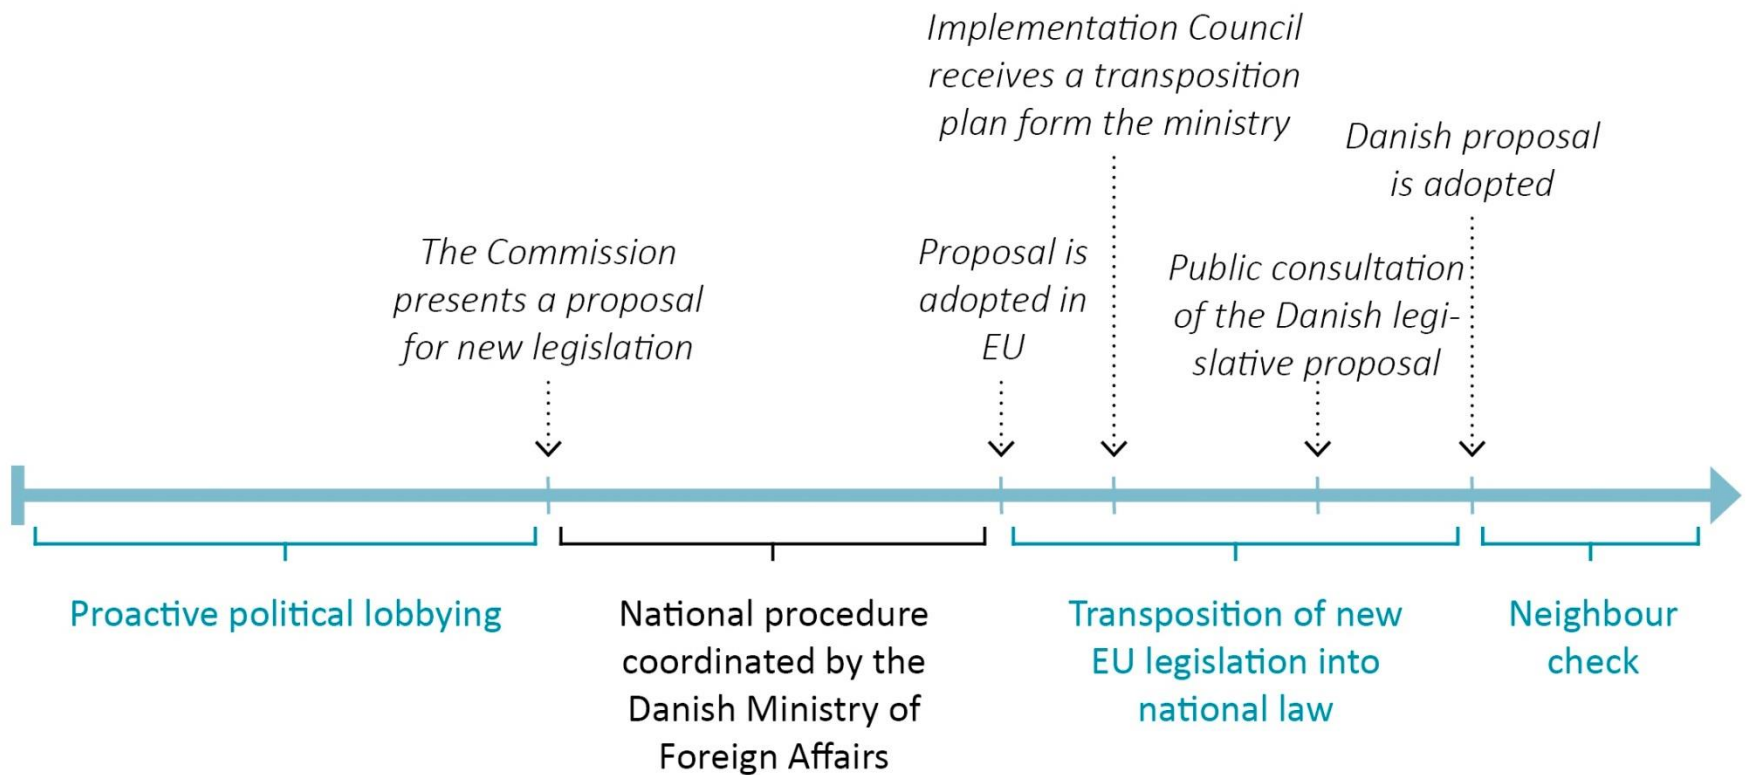 Implementation Council
receives a transposition
plan form the ministry
Danish proposal
is adopted
The Commission
presents a proposal
for new legislation
Proposal is
adopted in
EU
Public consultation
of the Danish legi-
slative proposal
Proactive political lobbying
National procedure
coordinated by the
Danish Ministry of
Foreign Affairs
Transposition of new
EU legislation into
national law
Neighbour
check